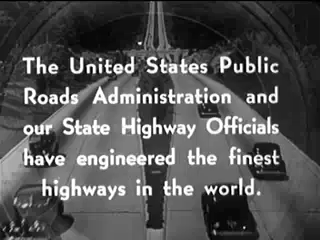 The United States Public
Roads Administration and
our State Highway Officials
have engineered the finest
highways in the world.